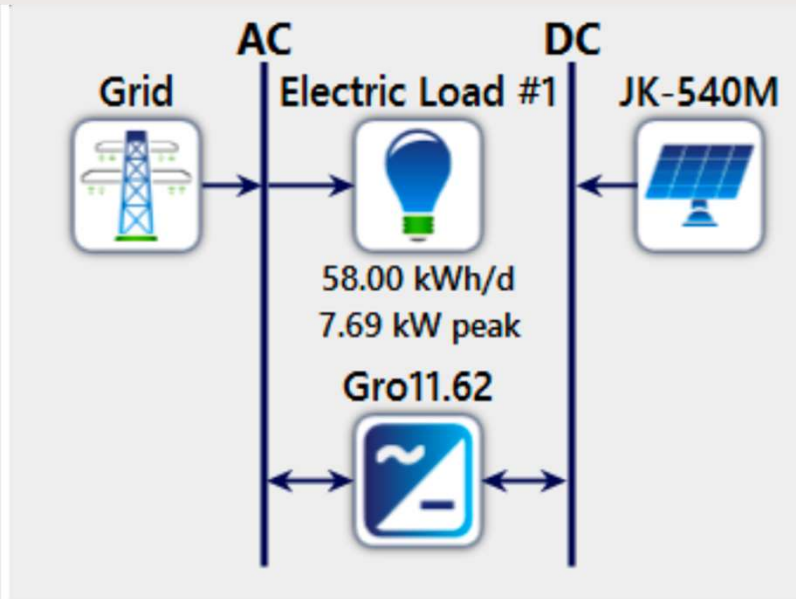 AC DC
Grid Electric Load #1 JK-540M
58.00 kWh/d
7.69 kW peak
Gro11.62